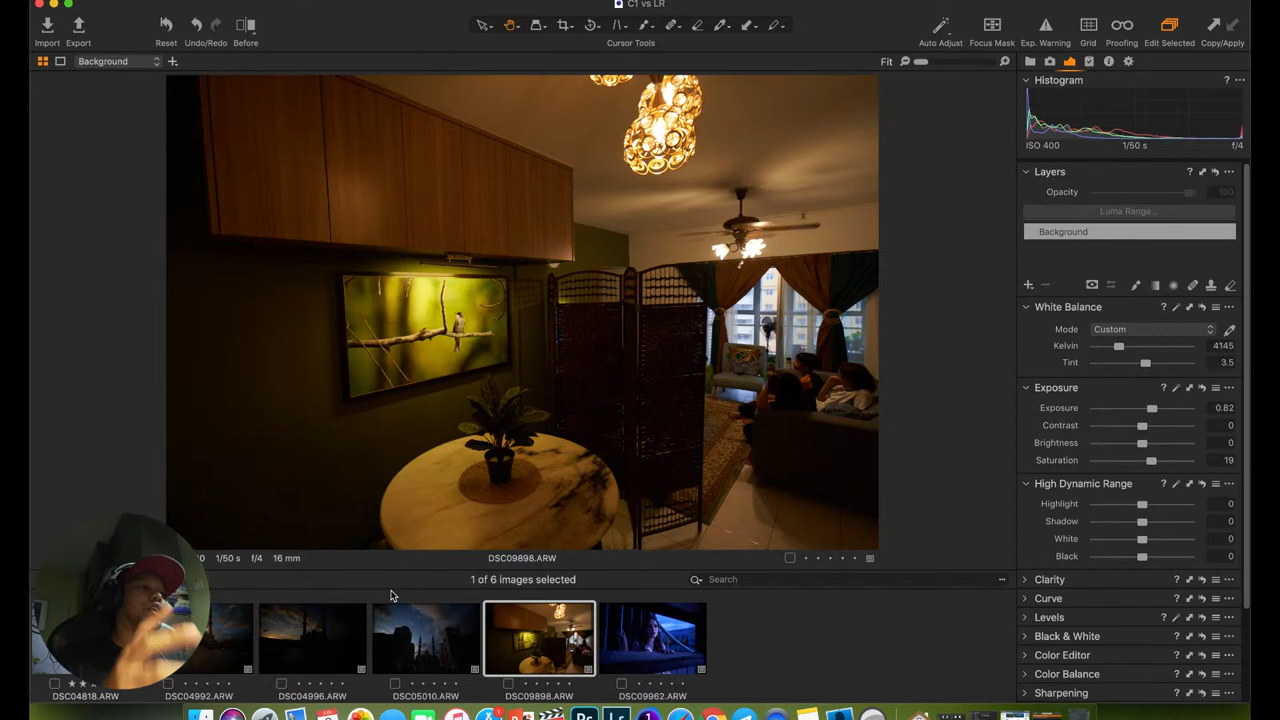 C1 vs LR
Import Export Reset Undo/Redo Before Cursor Tools Auto Adjust Focus Mask Exp. Warning Grid Proofing Edit Selected Copy/Apply
Background
Fit
Histogram ? ...
ISO 400 1/50 s f/4
Layers ? ...
Opacity 100
Luma Range...
Background
White Balance ? ...
Mode Custom
Kelvin 4145
Tint 3.5
Exposure ? ...
Exposure 0.82
Contrast 0
Brightness 0
Saturation 19
High Dynamic Range ? ...
Highlight 0
Shadow 0
White 0
Black 0
Clarity ? ...
Curve ? ...
Levels ? ...
Black & White ? ...
Color Editor ? ...
Color Balance ? ...
Sharpening ? ...
1/50 s f/4 16 mm DSC09898.ARW
1 of 6 images selected
Search
DSC04818.ARW DSC04992.ARW DSC04996.ARW DSC05010.ARW DSC09898.ARW DSC09962.ARW
Ps Lr 1